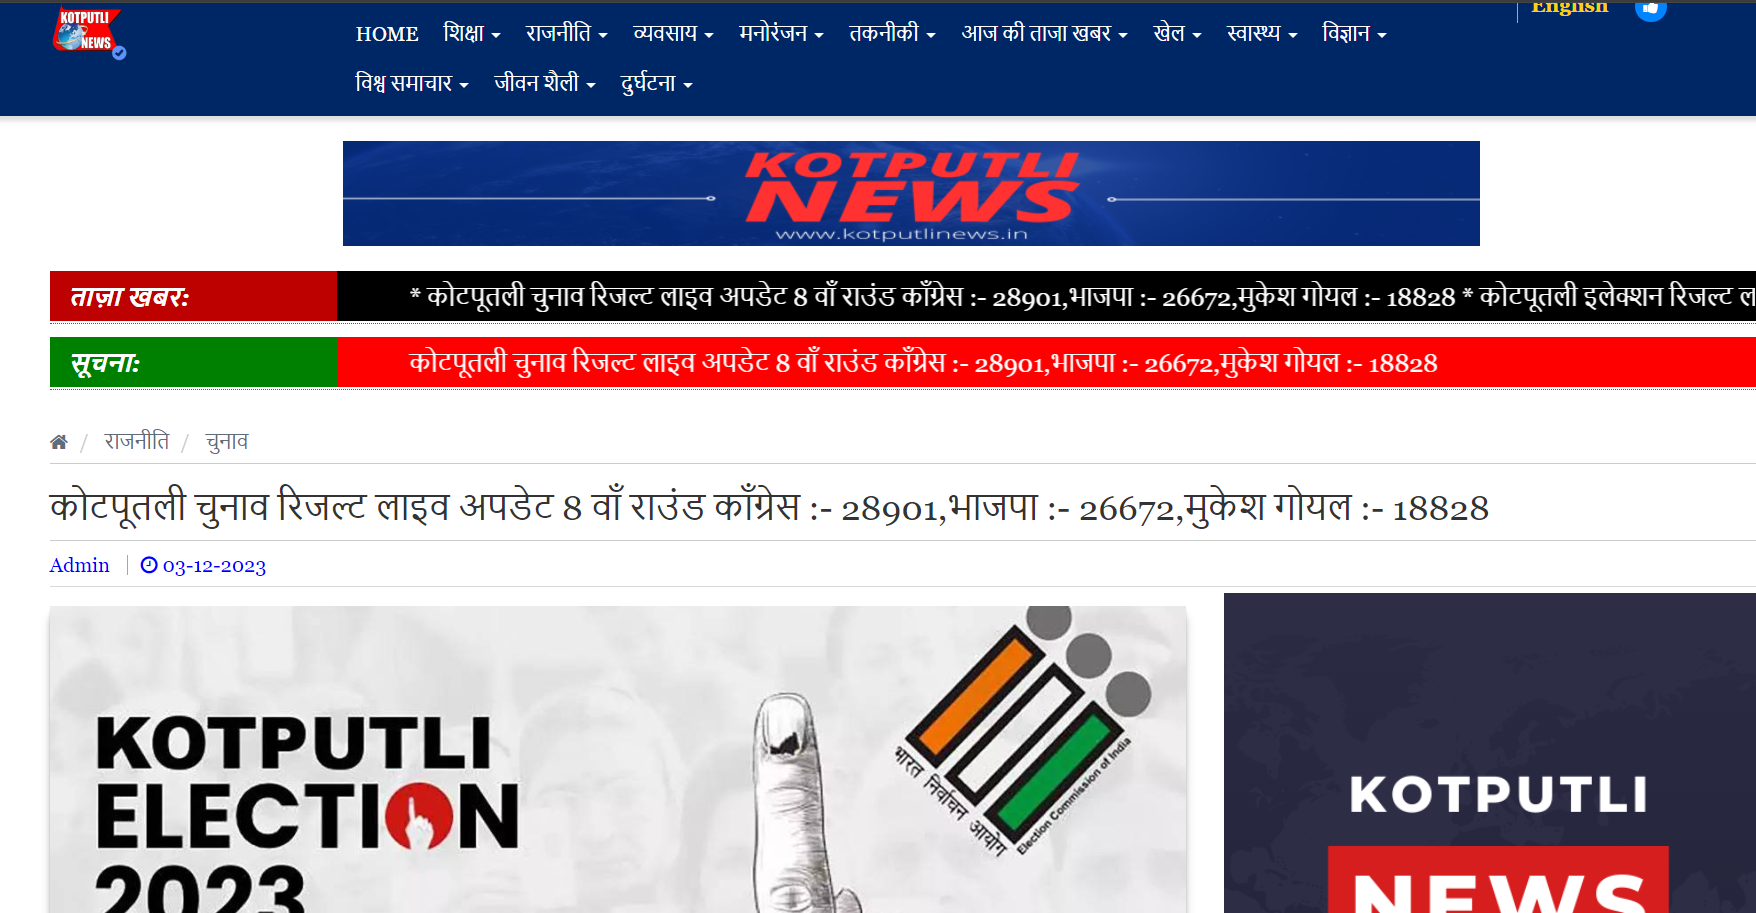 KOTPUTLI
NEWS
English
HOME शिक्षा राजनीति व्यवसाय मनोरंजन तकनीकी आज की ताजा खबर खेल स्वास्थ्य विज्ञान
विश्व समाचार जीवन शैली दुर्घटना
KOTPUTLI
NEWS
www.kotputlinews.in
ताज़ा खबर: * कोटपूतली चुनाव रिजल्ट लाइव अपडेट 8 वाँ राउंड काँग्रेस :- 28901,भाजपा :- 26672,मुकेश गोयल :- 18828 * कोटपूतली इलेक्शन रिजल्ट
सूचना: कोटपूतली चुनाव रिजल्ट लाइव अपडेट 8 वाँ राउंड काँग्रेस :- 28901,भाजपा :- 26672,मुकेश गोयल :- 18828
/ राजनीति / चुनाव
कोटपूतली चुनाव रिजल्ट लाइव अपडेट 8 वाँ राउंड काँग्रेस :- 28901,भाजपा :- 26672,मुकेश गोयल :- 18828
Admin 03-12-2023
KOTPUTLI
ELECTION
2023
भारत निर्वाचन आयोग
Election Commission of India
KOTPUTLI
NEWS